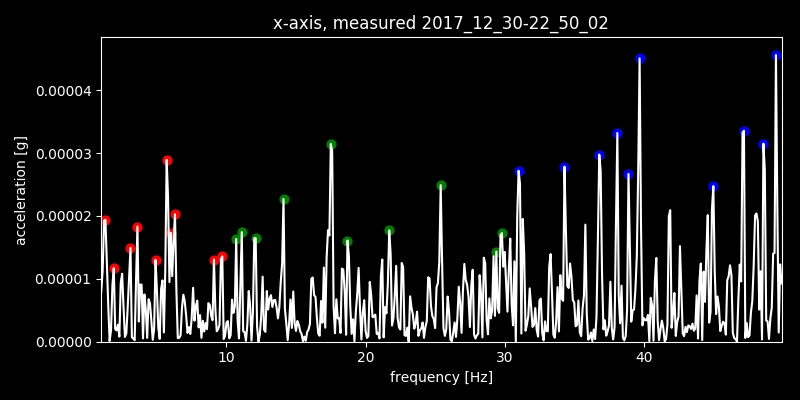 x-axis, measured 2017_12_30-22_50_02
acceleration [g]
0.00004
0.00003
0.00002
0.00001
0.00000
10 20 30 40
frequency [Hz]